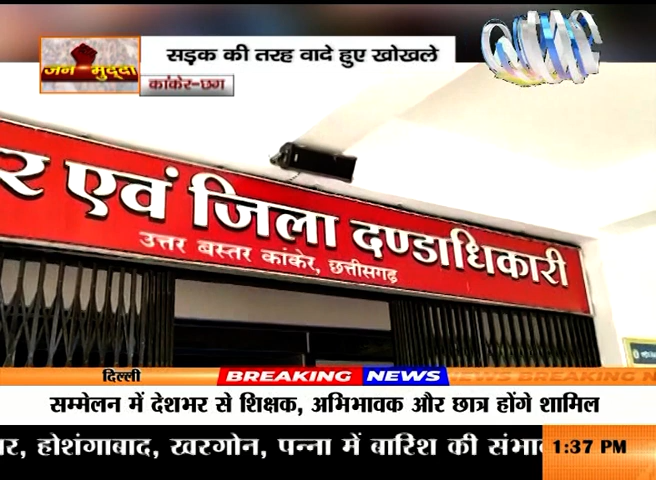 सड़क की तरह वादे हुए खोखले
जन मुद्दा
कांकेर-छग
र एवं जिला दण्डाधिकारी
उत्तर बस्तर कांकेर, छत्तीसगढ़
दिल्ली
BREAKING NEWS
सम्मेलन में देशभर से शिक्षक, अभिभावक और छात्र होंगे शामिल
र, होशंगाबाद, खरगोन, पन्ना में बारिश की संभा
1:37 PM